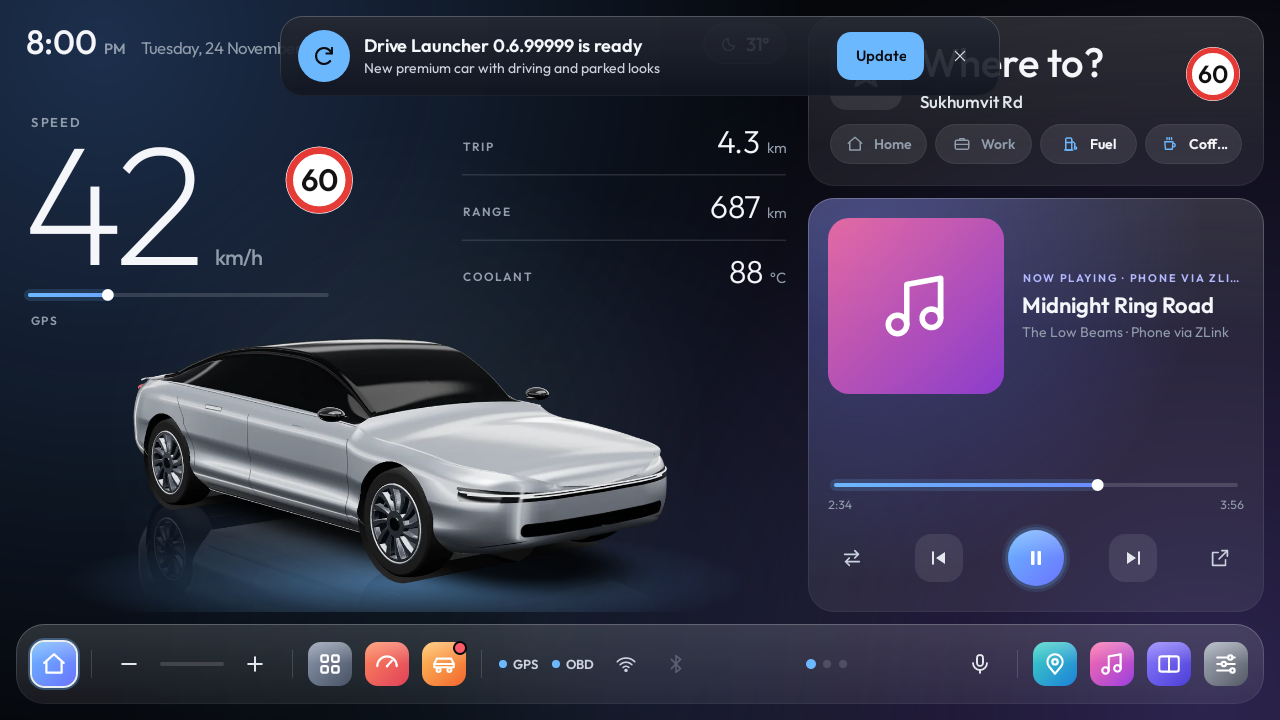 8:00 PM Tuesday, 24 November
Drive Launcher 0.6.99999 is ready
New premium car with driving and parked looks
31°
Update
Where to?
60
Sukhumvit Rd
Home
Work
Fuel
Coff...
SPEED
42 km/h
60
GPS
TRIP
4.3 km
RANGE
687 km
COOLANT
88 °C
NOW PLAYING · PHONE VIA ZLI...
Midnight Ring Road
The Low Beams · Phone via ZLink
2:34
3:56
GPS
OBD